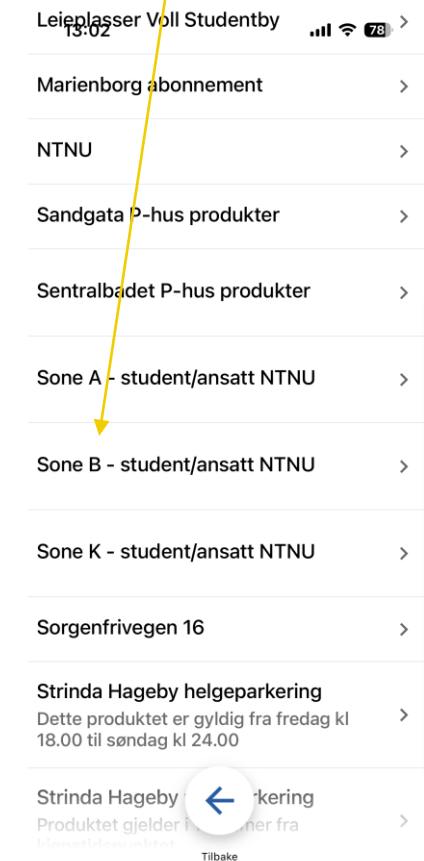 Leieplasser Voll Studentby
13:02
78
Marienborg abonnement
NTNU
Sandgata P-hus produkter
Sentralbadet P-hus produkter
Sone A - student/ansatt NTNU
Sone B - student/ansatt NTNU
Sone K - student/ansatt NTNU
Sorgenfrivegen 16
Strinda Hageby helgeparkering
Dette produktet er gyldig fra fredag kl
18.00 til søndag kl 24.00
Strinda Hageby
Produktet gjelder i fra
Tilbake